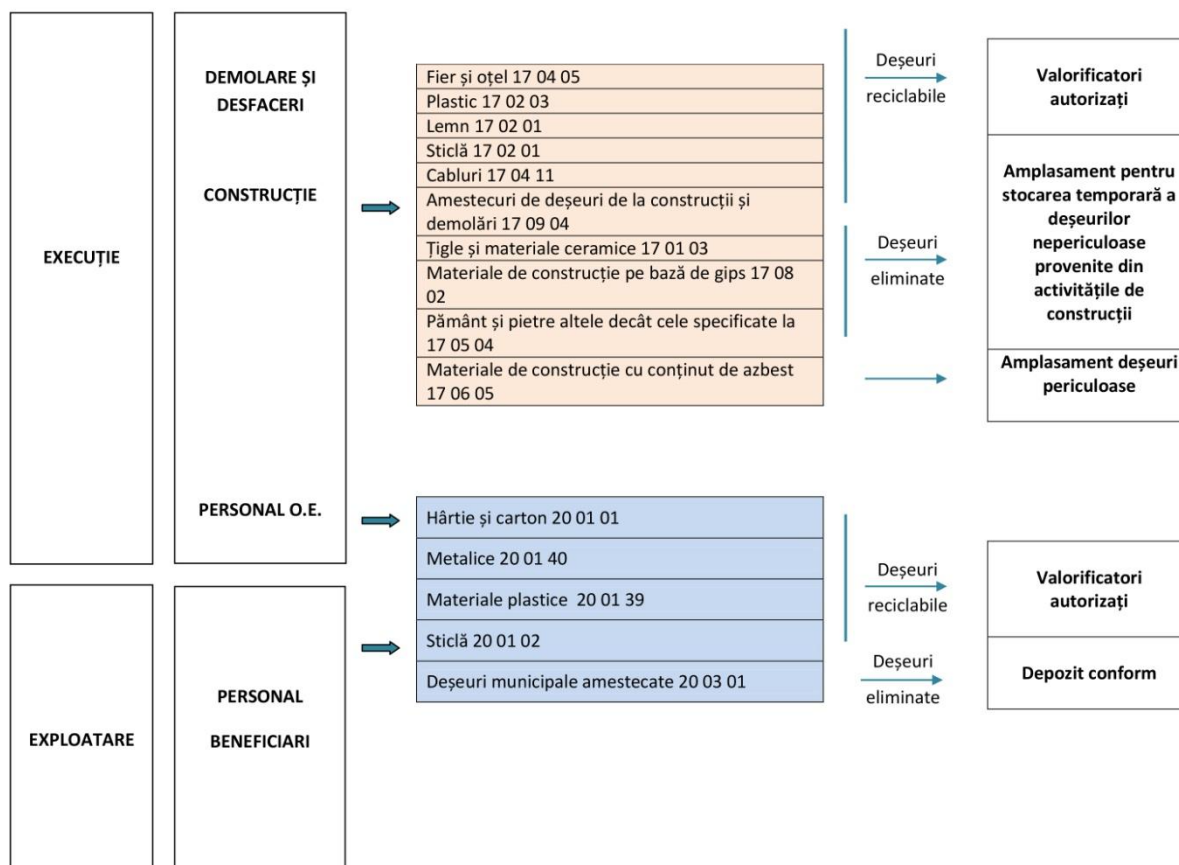 EXECUȚIE
DEMOLARE ȘI
DESFACERI
CONSTRUCȚIE
PERSONAL O.E.
Fier și oțel 17 04 05
Plastic 17 02 03
Lemn 17 02 01
Sticlă 17 02 01
Cabluri 17 04 11
Amestecuri de deșeuri de la construcții și
demolări 17 09 04
Țigle și materiale ceramice 17 01 03
Materiale de construcție pe bază de gips 17 08
02
Pământ și pietre altele decât cele specificate la
17 05 04
Materiale de construcție cu conținut de azbest
17 06 05
Deșeuri
reciclabile
Deșeuri
eliminate
Valorificatori
autorizați
Amplasament pentru
stocarea temporară a
deșeurilor
nepericuloase
provenite din
activitățile de
construcții
Amplasament deșeuri
periculoase
EXPLOATARE
PERSONAL
BENEFICIARI
Hârtie și carton 20 01 01
Metalice 20 01 40
Materiale plastice 20 01 39
Sticlă 20 01 02
Deșeuri municipale amestecate 20 03 01
Deșeuri
reciclabile
Deșeuri
eliminate
Valorificatori
autorizați
Depozit conform